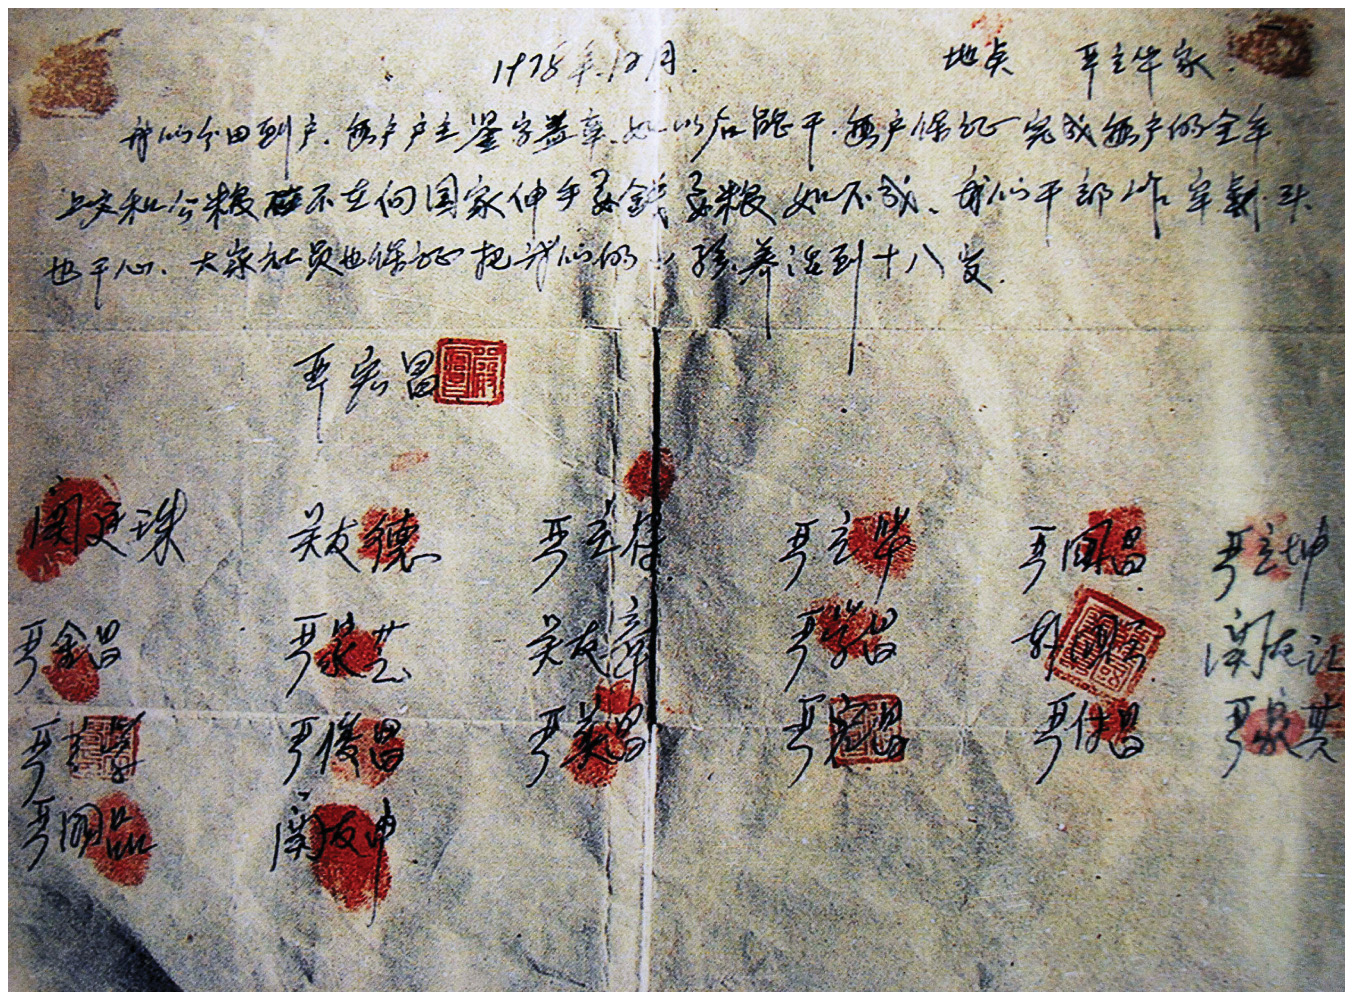 1978年12月. 地点 严立华家.
我们分田到户.每户户主鉴字盖章.如以后能干.每户保证完成每户的全年
上交和公粮不在向国家伸手要钱要粮如不成.我们干部作牢剎头
也干心.大家社员也保证把我们的小孩养活到十八岁.
严宏昌
关廷珠 关友德 严立符 严立华 严国昌 严立坤
严金昌 严家芝 关友章 严学昌 韩国云 关友江
严立学 严俊昌 严美昌 严宏昌 严付昌 严家其
严国品 关友申